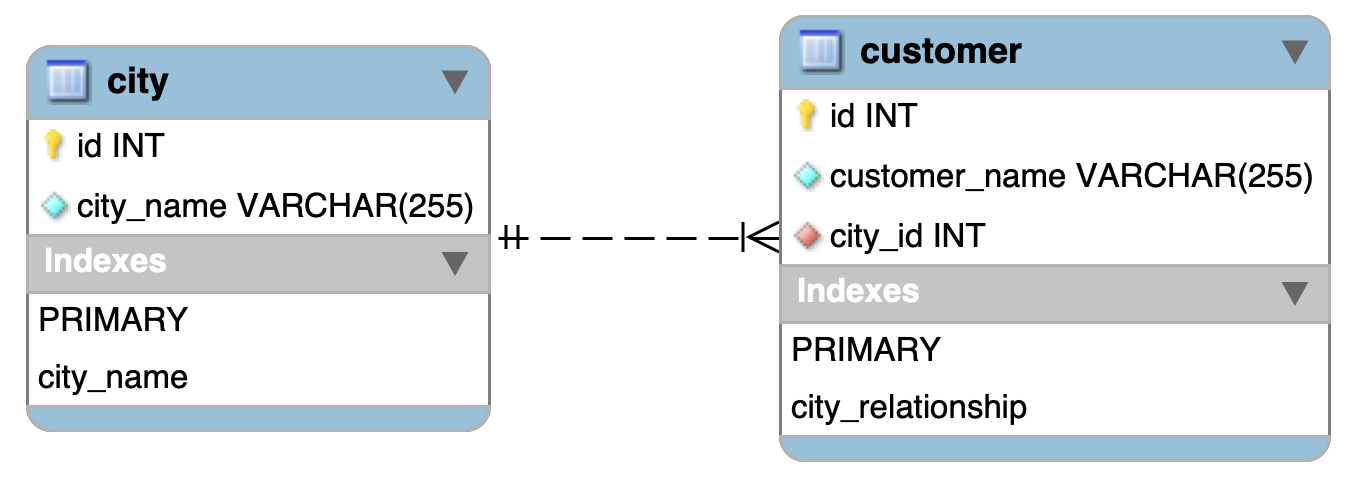 city
id INT
city_name VARCHAR(255)
Indexes
PRIMARY
city_name
customer
id INT
customer_name VARCHAR(255)
city_id INT
Indexes
PRIMARY
city_relationship